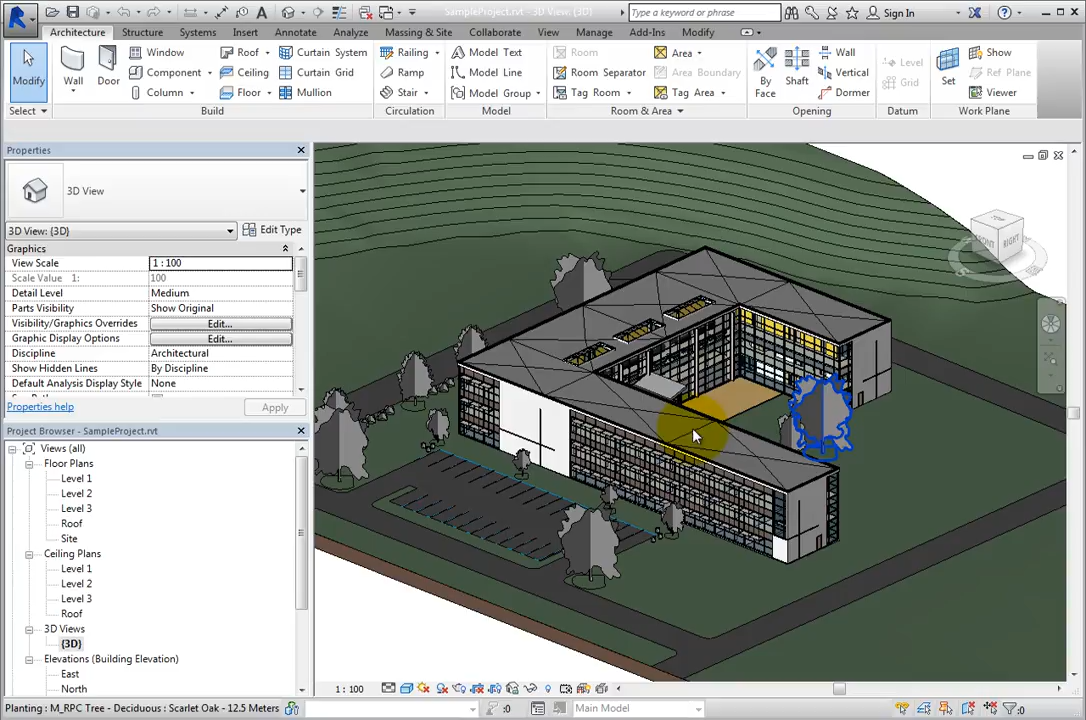 SampleProject.rvt - 3D View: {3D}
Type a keyword or phrase
Sign In
Architecture Structure Systems Insert Annotate Analyze Massing & Site Collaborate View Manage Add-Ins Modify
Modify
Wall
Door
Window
Component
Column
Roof
Ceiling
Floor
Curtain System
Curtain Grid
Mullion
Railing
Ramp
Stair
Model Text
Model Line
Model Group
Room
Room Separator
Tag Room
Area
Area Boundary
Tag Area
By Face
Shaft
Wall
Vertical
Dormer
Level
Grid
Set
Show
Ref Plane
Viewer
Select Build Circulation Model Room & Area Opening Datum Work Plane
Properties
3D View
3D View: {3D} Edit Type
Graphics
View Scale 1 : 100
Scale Value 1: 100
Detail Level Medium
Parts Visibility Show Original
Visibility/Graphics Overrides Edit...
Graphic Display Options Edit...
Discipline Architectural
Show Hidden Lines By Discipline
Default Analysis Display Style None
Properties help Apply
Project Browser - SampleProject.rvt
Views (all)
Floor Plans
Level 1
Level 2
Level 3
Roof
Site
Ceiling Plans
Level 1
Level 2
Level 3
Roof
3D Views
{3D}
Elevations (Building Elevation)
East
North
TOP
FRONT
RIGHT
1 : 100
Planting : M_RPC Tree - Deciduous : Scarlet Oak - 12.5 Meters
:0
Main Model
:0